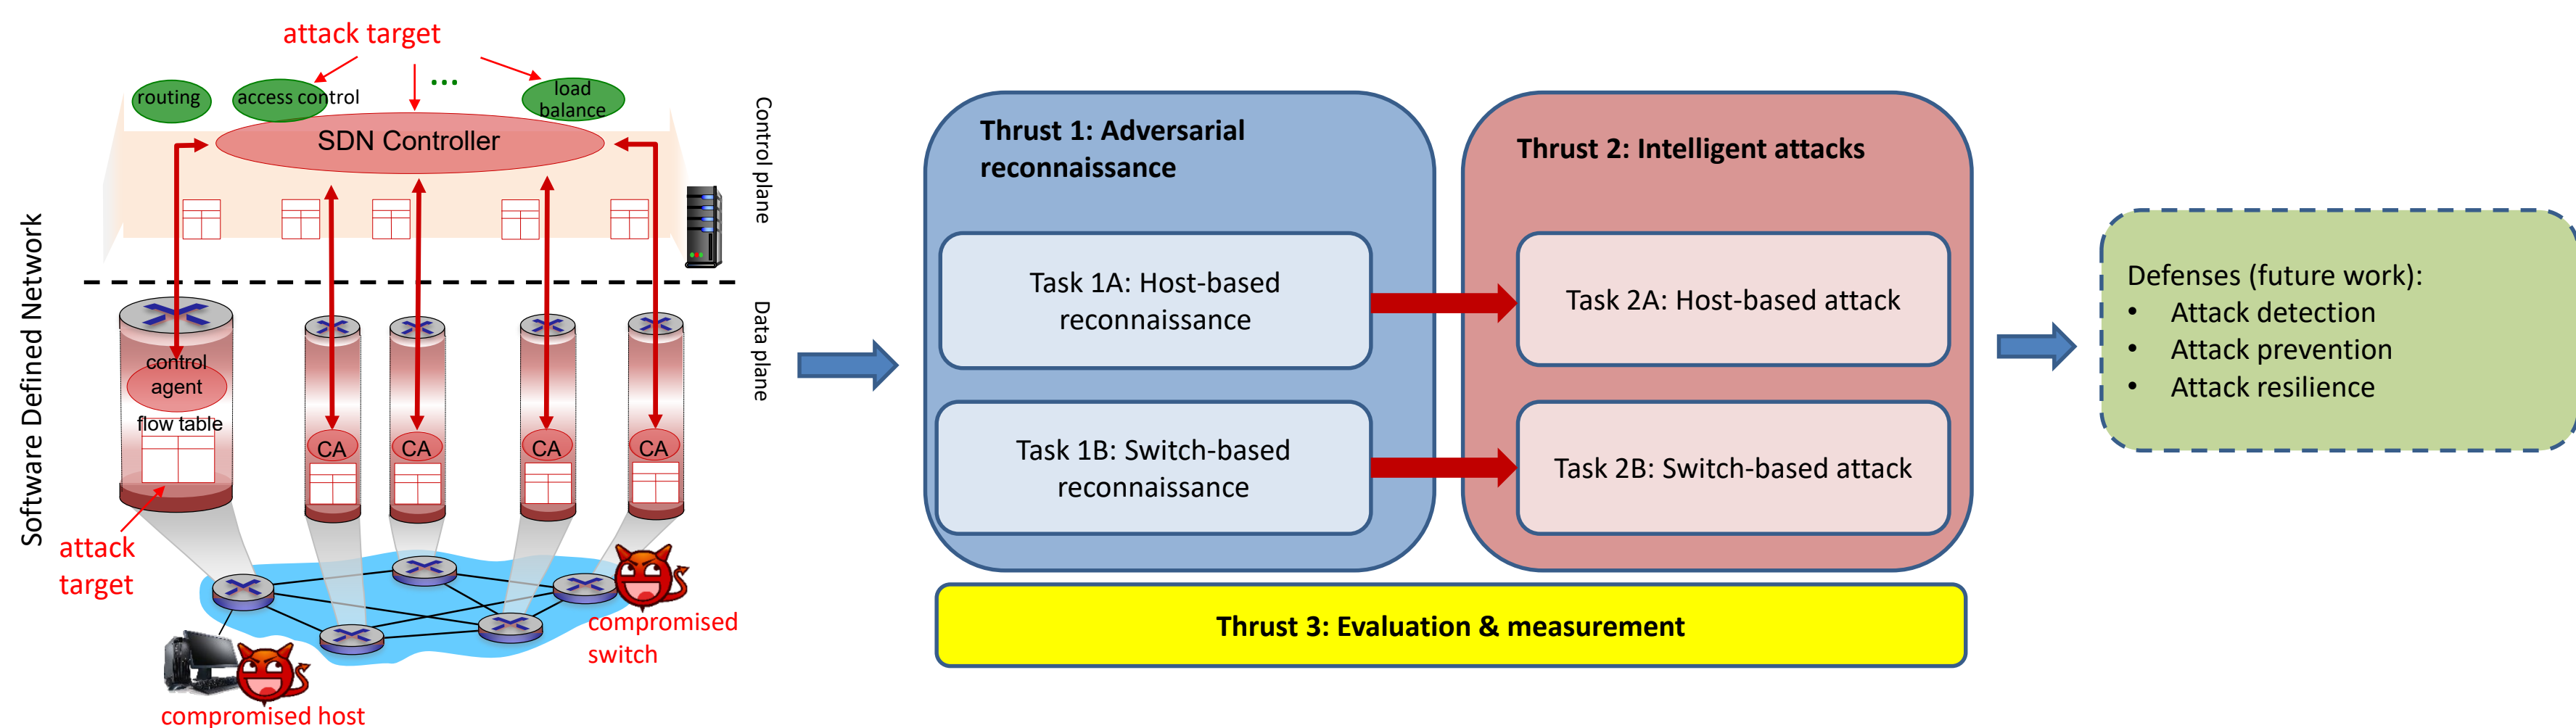 attack target
routing
access control
...
load
balance
SDN Controller
Control plane
Software Defined Network
Data plane
control
agent
flow table
CA
CA
CA
CA
attack
target
compromised
switch
compromised host
Thrust 1: Adversarial
reconnaissance
Task 1A: Host-based
reconnaissance
Task 1B: Switch-based
reconnaissance
Thrust 2: Intelligent attacks
Task 2A: Host-based attack
Task 2B: Switch-based attack
Thrust 3: Evaluation & measurement
Defenses (future work):
• Attack detection
• Attack prevention
• Attack resilience